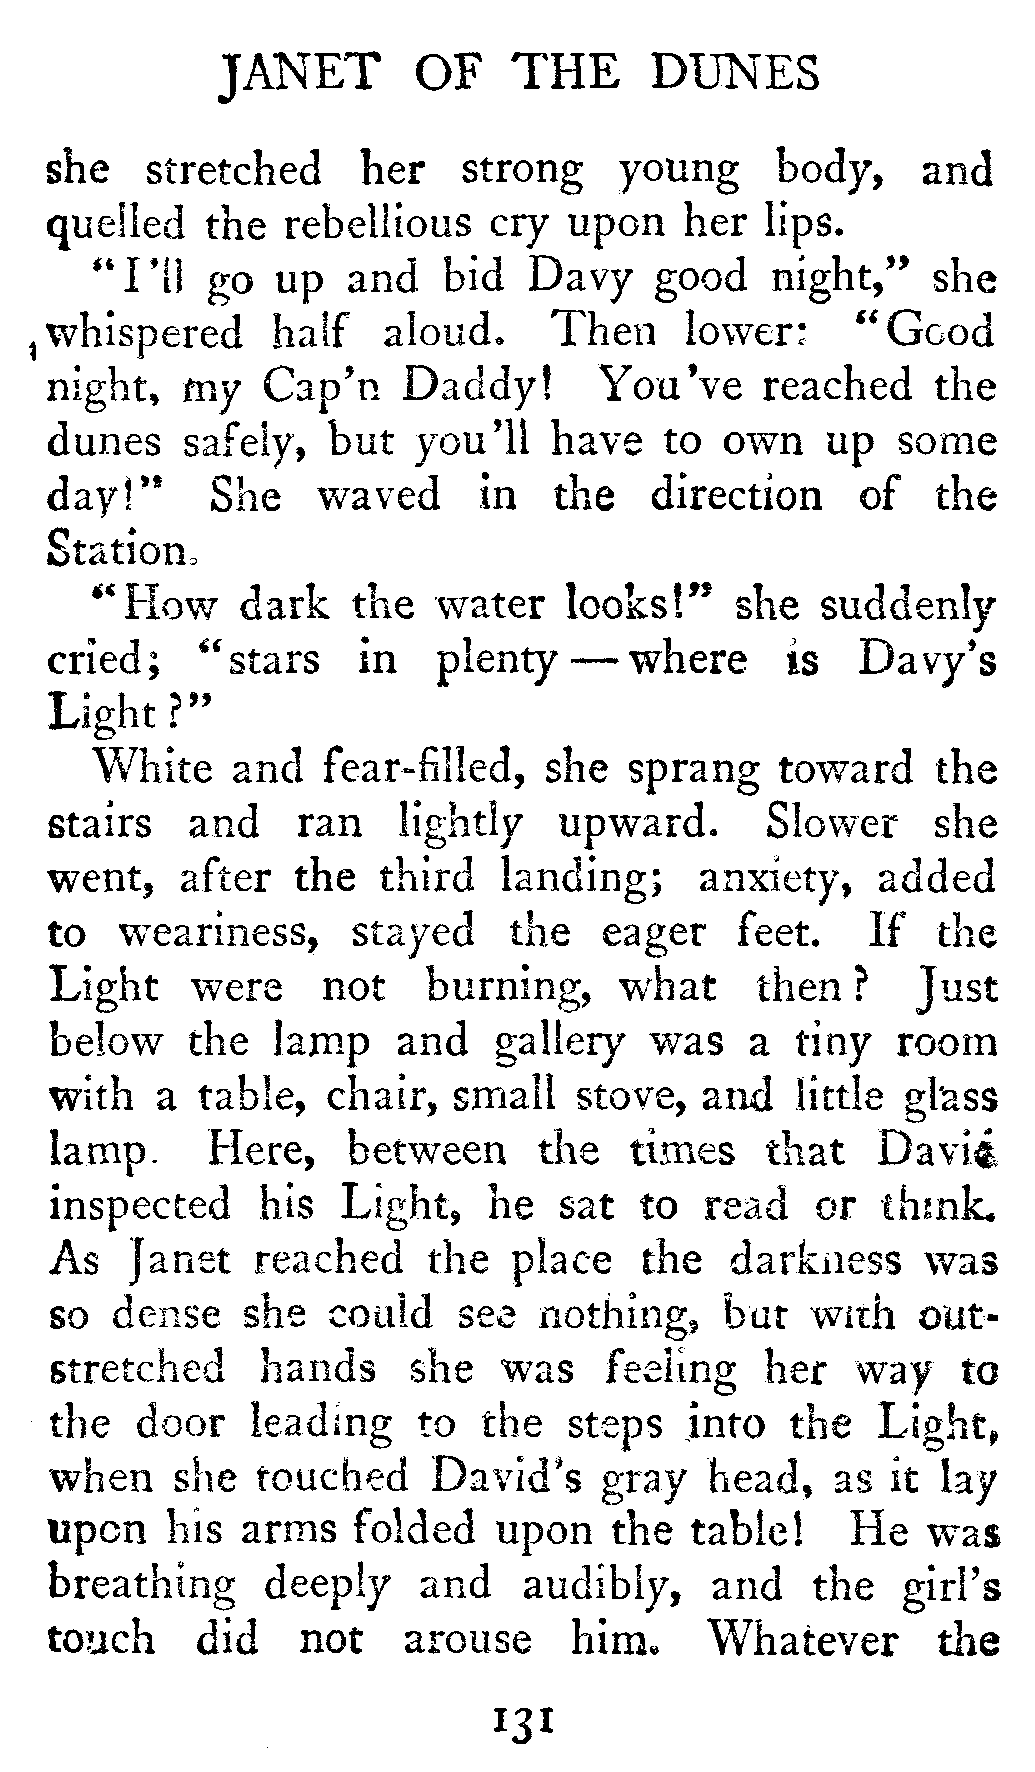 JANET OF THE DUNES
she stretched her strong young body, and
quelled the rebellious cry upon her lips.
"I'll go up and bid Davy good night," she
whispered half aloud. Then lower: "Good
night, my Cap'n Daddy! You've reached the
dunes safely, but you'll have to own up some
day!" She waved in the direction of the
Station.
"How dark the water looks!" she suddenly
cried; "stars in plenty — where is Davy's
Light?"
White and fear-filled, she sprang toward the
stairs and ran lightly upward. Slower she
went, after the third landing; anxiety, added
to weariness, stayed the eager feet. If the
Light were not burning, what then? Just
below the lamp and gallery was a tiny room
with a table, chair, small stove, and little glass
lamp. Here, between the times that David
inspected his Light, he sat to read or think.
As Janet reached the place the darkness was
so dense she could see nothing, but with out-
stretched hands she was feeling her way to
the door leading to the steps into the Light,
when she touched David's gray head, as it lay
upon his arms folded upon the table! He was
breathing deeply and audibly, and the girl's
touch did not arouse him. Whatever the
131